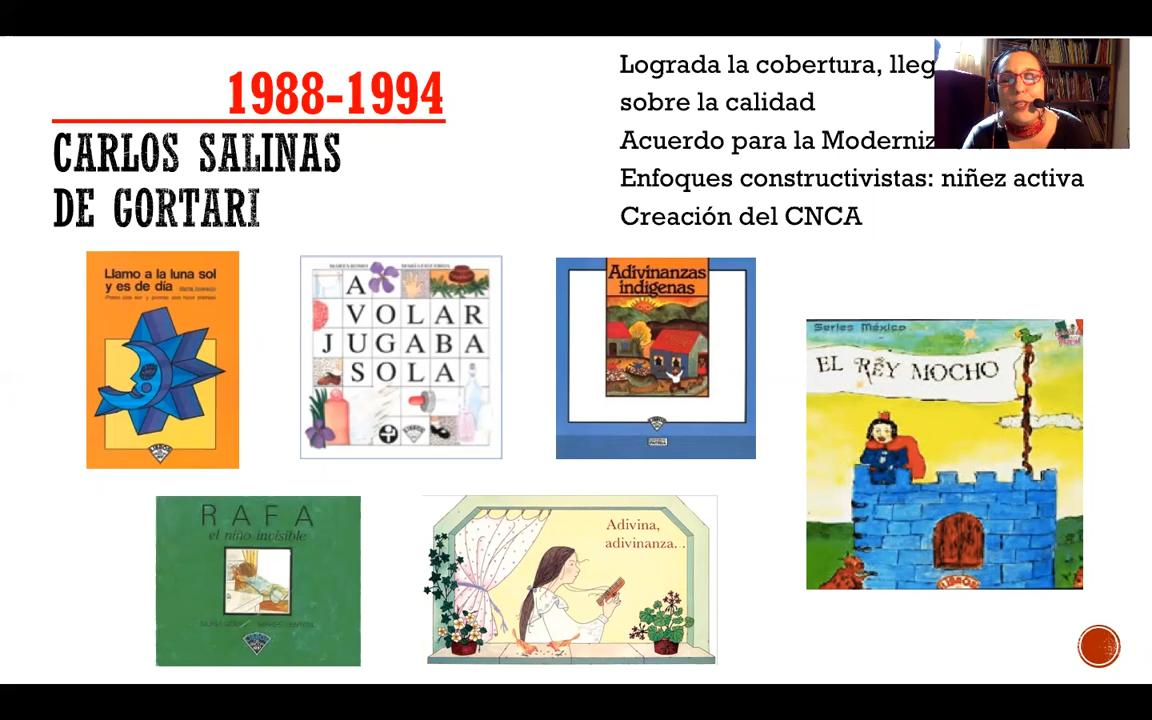 1988-1994
CARLOS SALINAS
DE GORTARI
Lograda la cobertura, lleg
sobre la calidad
Acuerdo para la Moderniz
Enfoques constructivistas: niñez activa
Creación del CNCA
Llamo a la luna sol
y es de día
A
VOLAR
JUGABA
SOLA
Adivinanzas
indígenas
Series México
EL REY MOCHO
RAFA
el niño invisible
Adivina,
adivinanza..